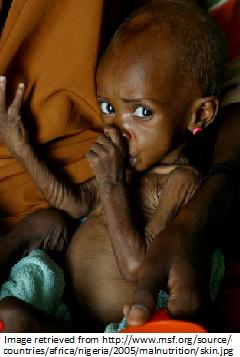 Image retrieved from
http://www.msf.org/source/
countries/africa/nigeria/2005/malnutrition/skin.jpg